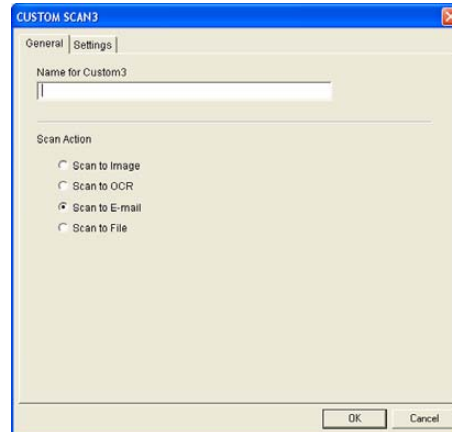 CUSTOM SCAN3
General Settings
Name for Custom3
Scan Action
Scan to Image
Scan to OCR
Scan to E-mail
Scan to File
OK Cancel